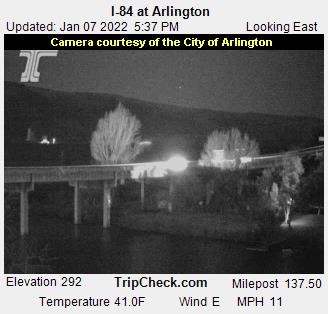 I-84 at Arlington
Updated: Jan 07 2022 5:37 PM Looking East
Camera courtesy of the City of Arlington
Elevation 292 TripCheck.com Milepost 137.50
Temperature 41.0F Wind E MPH 11